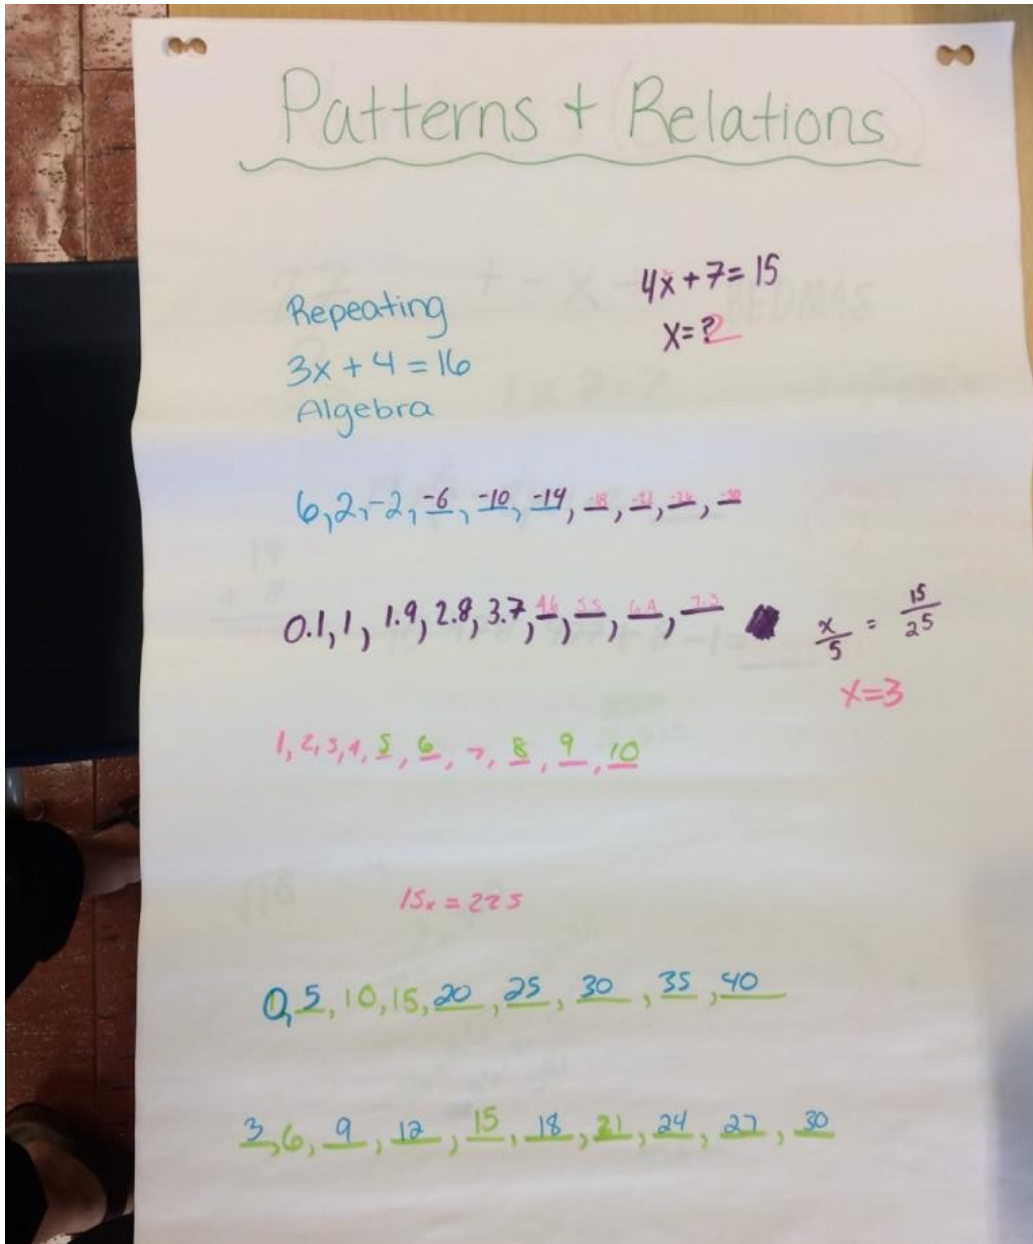 Patterns + Relations
4x + 7 = 15
x = ? 2
Repeating
3x + 4 = 16
Algebra
6, 2, -2, -6, -10, -14, -18, -22, -26, -30
0.1, 1, 1.9, 2.8, 3.7, 4.6, 5.5, 6.4, 7.3
x/5 = 15/25
x=3
1, 2, 3, 4, 5, 6, 7, 8, 9, 10
15x = 225
0, 5, 10, 15, 20, 25, 30, 35, 40
3, 6, 9, 12, 15, 18, 21, 24, 27, 30